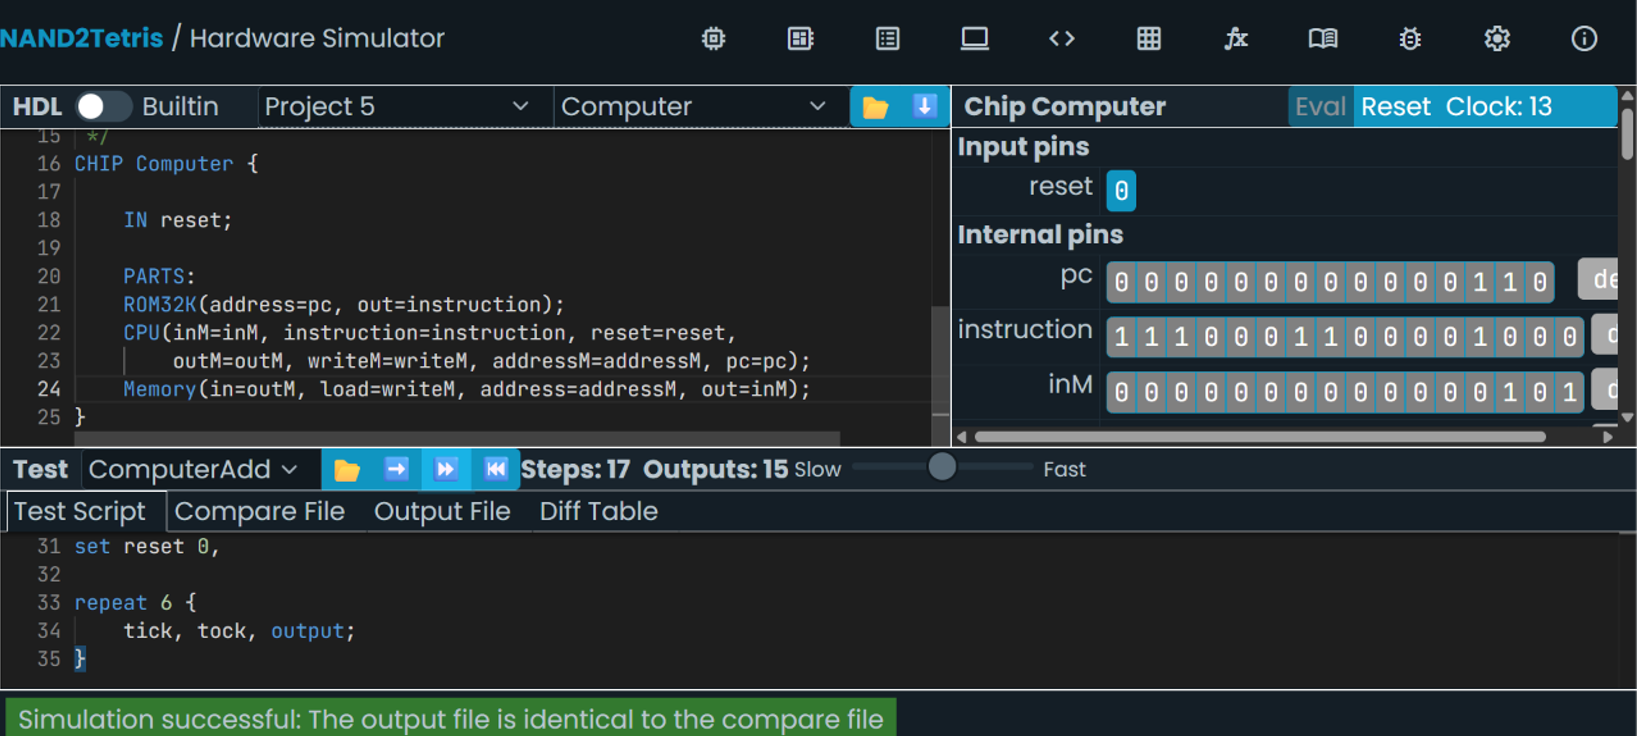 NAND2Tetris / Hardware Simulator
HDL Builtin Project 5 Computer
15 */
16 CHIP Computer {
17
18 IN reset;
19
20 PARTS:
21 ROM32K(address=pc, out=instruction);
22 CPU(inM=inM, instruction=instruction, reset=reset,
23 outM=outM, writeM=writeM, addressM=addressM, pc=pc);
24 Memory(in=outM, load=writeM, address=addressM, out=inM);
25 }
Chip Computer Eval Reset Clock: 13
Input pins
reset 0
Internal pins
pc 0 0 0 0 0 0 0 0 0 0 0 0 1 1 0 de
instruction 1 1 1 0 0 0 1 1 0 0 0 0 1 0 0 0 d
inM 0 0 0 0 0 0 0 0 0 0 0 0 0 1 0 1 d
Test ComputerAdd Steps: 17 Outputs: 15 Slow Fast
Test Script Compare File Output File Diff Table
31 set reset 0,
32
33 repeat 6 {
34 tick, tock, output;
35 }
Simulation successful: The output file is identical to the compare file